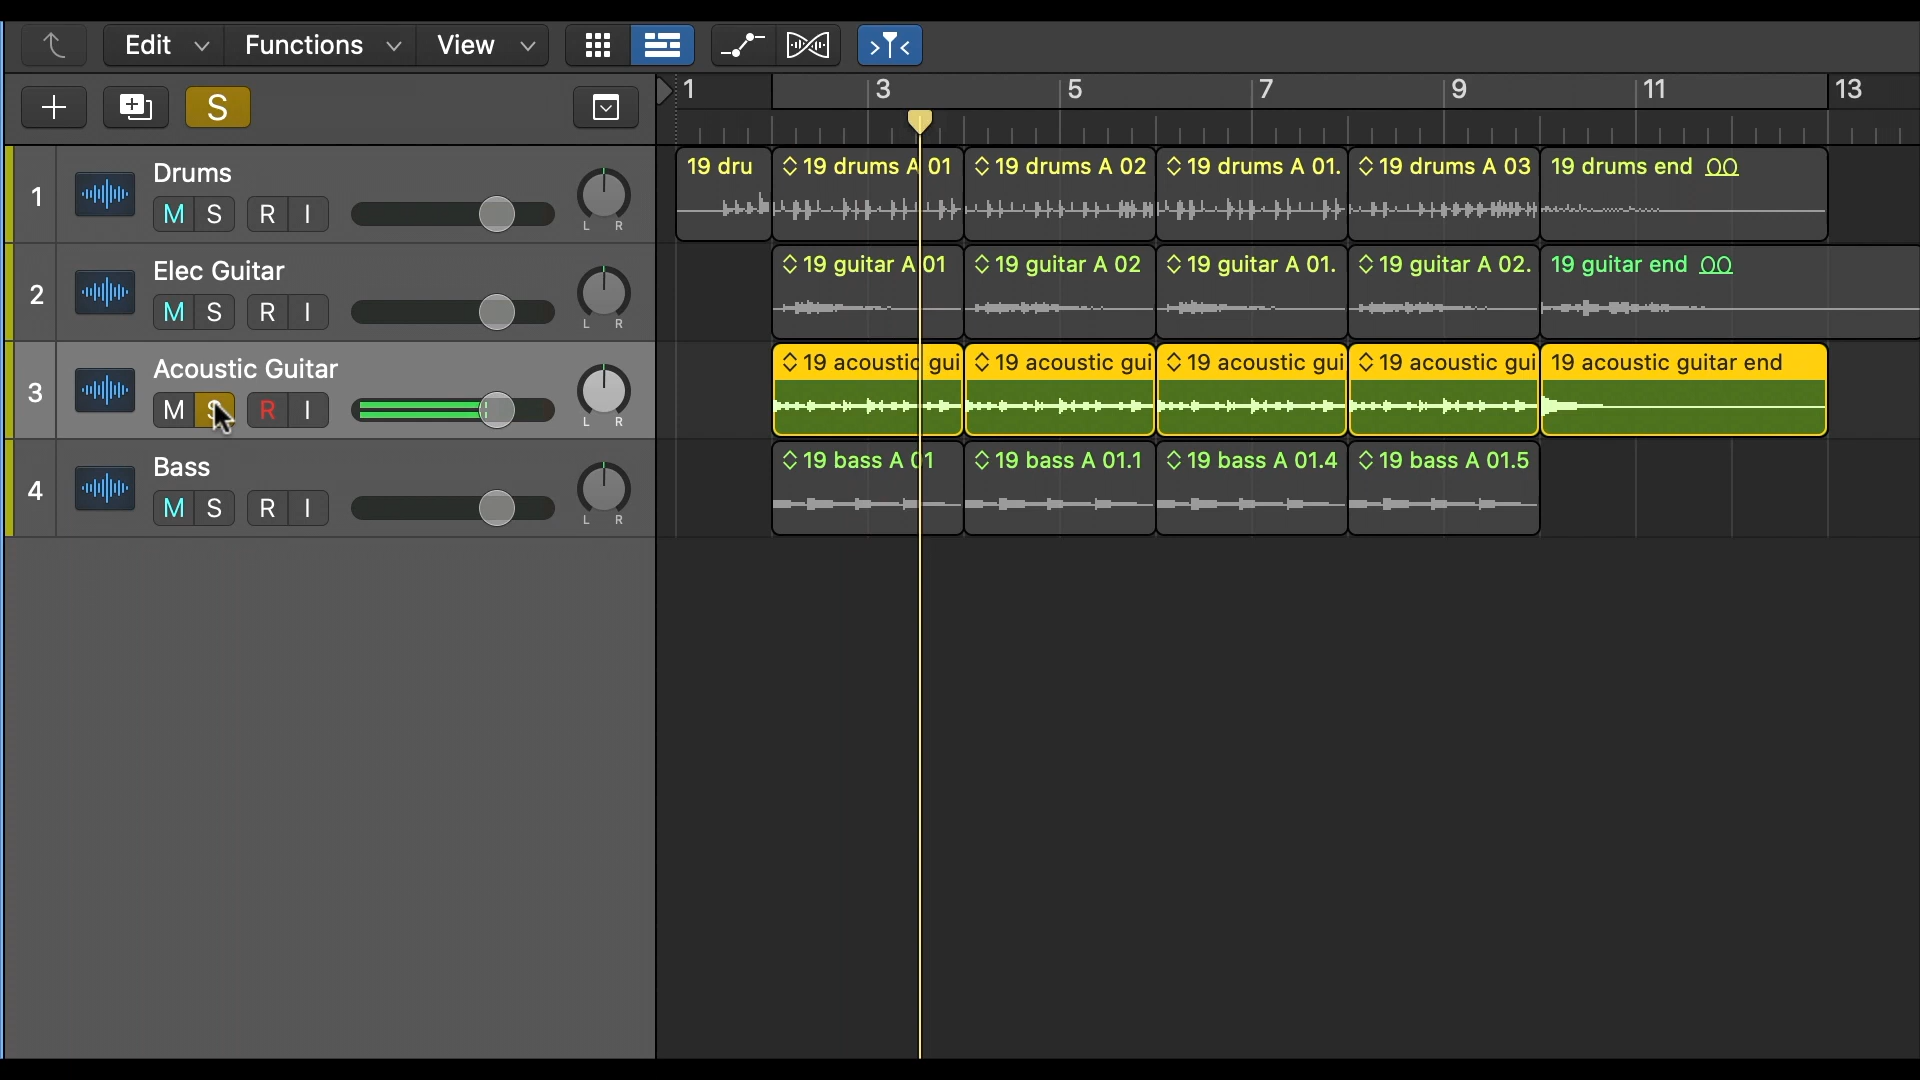 Edit Functions View
S
1 3 5 7 9 11 13
1 Drums
M S R I L R
19 dru 19 drums A 01 19 drums A 02 19 drums A 01. 19 drums A 03 19 drums end
2 Elec Guitar
M S R I L R
19 guitar A 01 19 guitar A 02 19 guitar A 01. 19 guitar A 02. 19 guitar end
3 Acoustic Guitar
M S R I L R
19 acoustic gui 19 acoustic gui 19 acoustic gui 19 acoustic gui 19 acoustic guitar end
4 Bass
M S R I L R
19 bass A 01 19 bass A 01.1 19 bass A 01.4 19 bass A 01.5